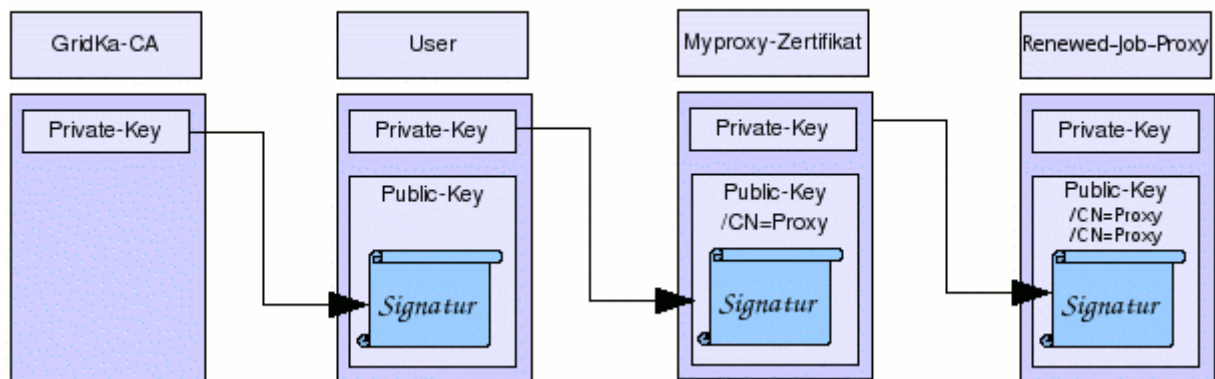 GridKa-CA
User
Myproxy-Zertifikat
Renewed-Job-Proxy
Private-Key
Private-Key
Private-Key
Private-Key
Public-Key
Signatur
Public-Key
/CN=Proxy
Signatur
Public-Key
/CN=Proxy
/CN=Proxy
Signatur